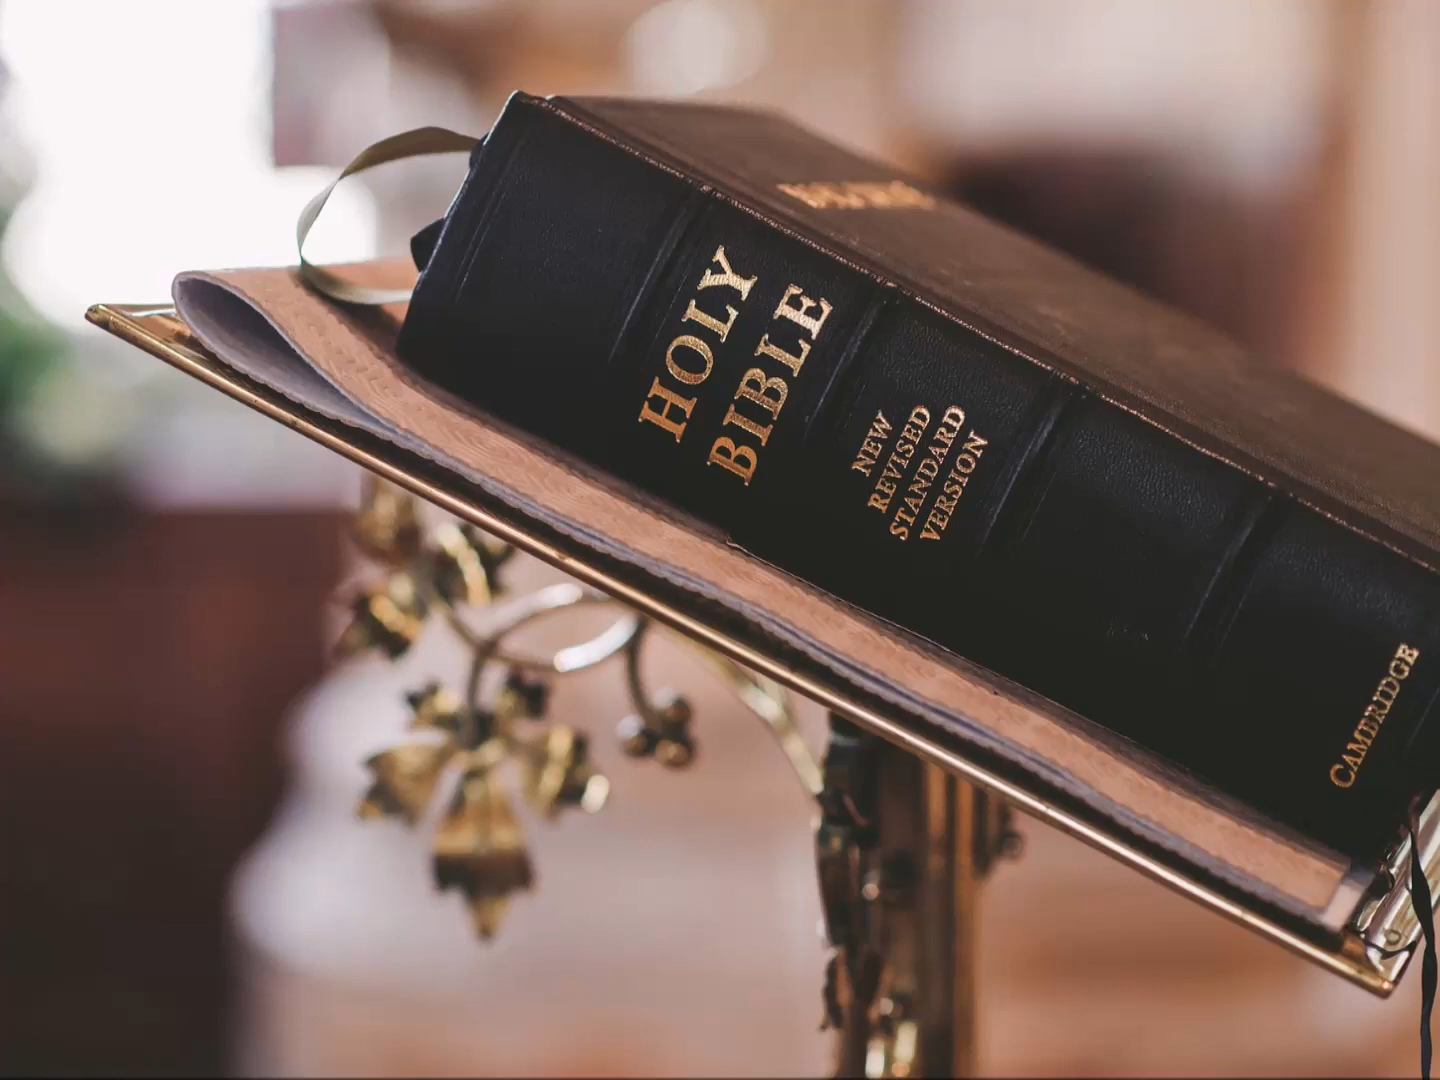 HOLY
BIBLE
NEW
REVISED
STANDARD
VERSION
CAMBRIDGE